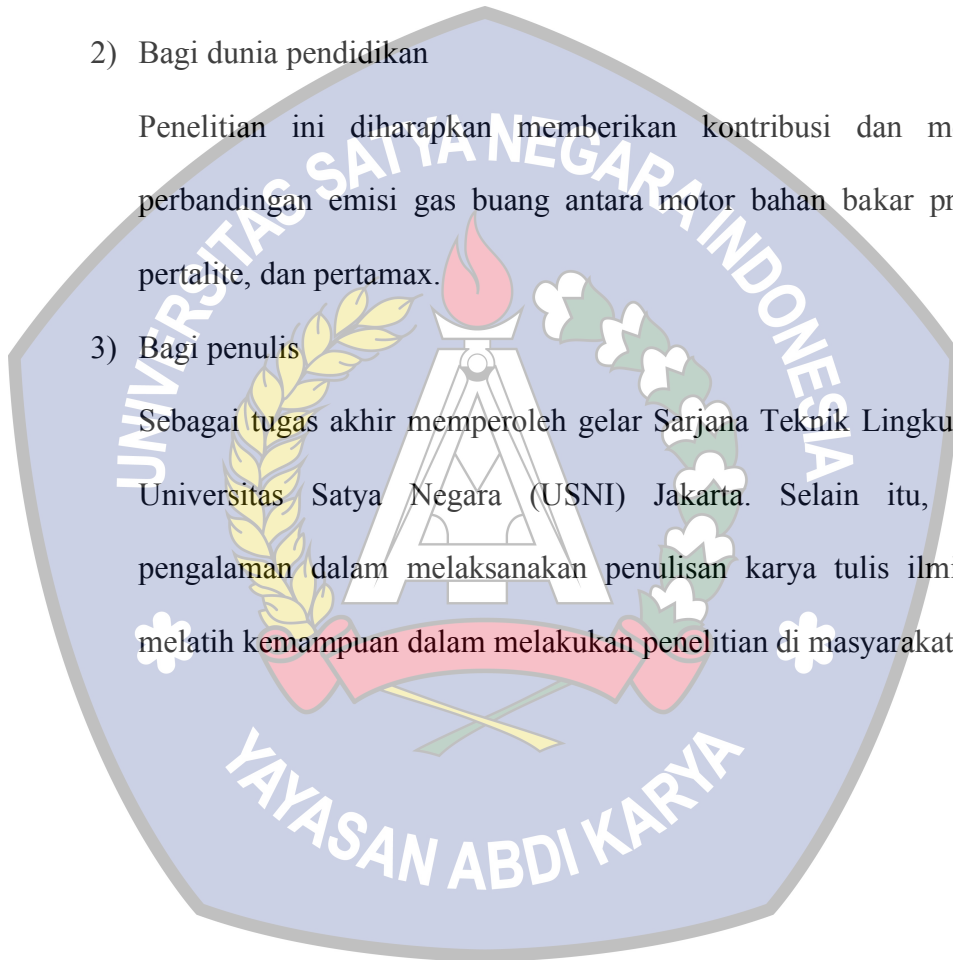 2) Bagi dunia pendidikan
Penelitian ini diharapkan memberikan kontribusi dan
perbandingan emisi gas buang antara motor bahan bakar
pertalite, dan pertamax.
3) Bagi penulis
Sebagai tugas akhir memperoleh gelar Sarjana Teknik
Universitas Satya Negara (USNI) Jakarta. Selain itu,
pengalaman dalam melaksanakan penulisan karya tulis
melatih kemampuan dalam melakukan penelitian di masyarakat
UNIVERSITAS SATYA NEGARA INDONESIA
YAYASAN ABDI KARYA